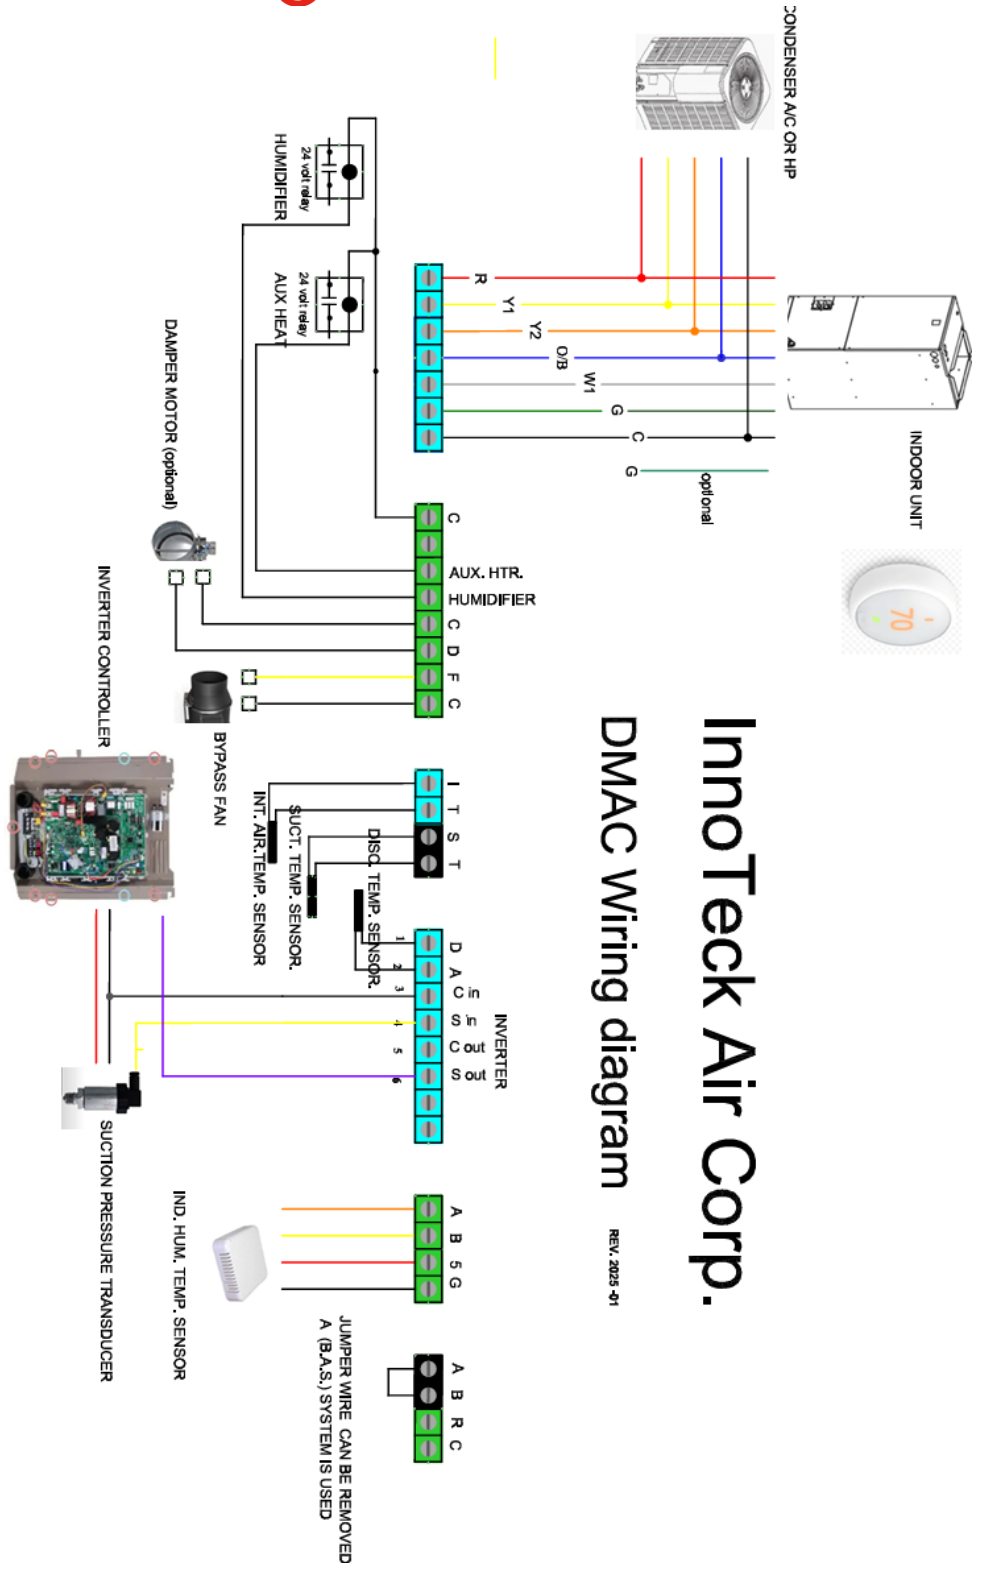 InnoTeck Air Corp.
DMAC Wiring diagram
REV. 2025 -01
CONDENSER A/C OR HP
INDOOR UNIT
70
optional
R
Y1
Y2
O/B
W1
G
C
G
HUMIDIFIER
24 volt relay
AUX HEAT
24 volt relay
DAMPER MOTOR (optional)
C
AUX. HTR.
HUMIDIFIER
C
D
F
C
BYPASS FAN
INVERTER CONTROLLER
I
T
S
T
INT. AIR.TEMP. SENSOR
SUCT. TEMP. SENSOR.
DISC. TEMP. SENSOR.
INVERTER
D
A
C in
S in
C out
S out
1
2
3
4
5
6
SUCTION PRESSURE TRANSDUCER
IND. HUM. TEMP. SENSOR
A
B
5
G
A
B
R
C
JUMPER WIRE CAN BE REMOVED
A (B.A.S.) SYSTEM IS USED